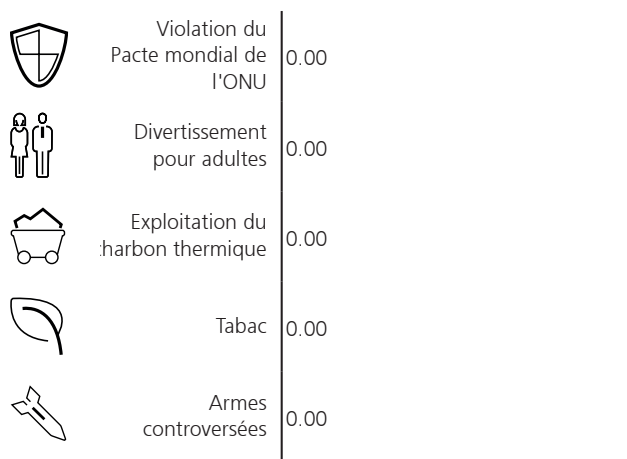 Violation du
Pacte mondial de
l'ONU
0.00
Divertissement
pour adultes
0.00
Exploitation du
harbon thermique
0.00
Tabac
0.00
Armes
controversées
0.00